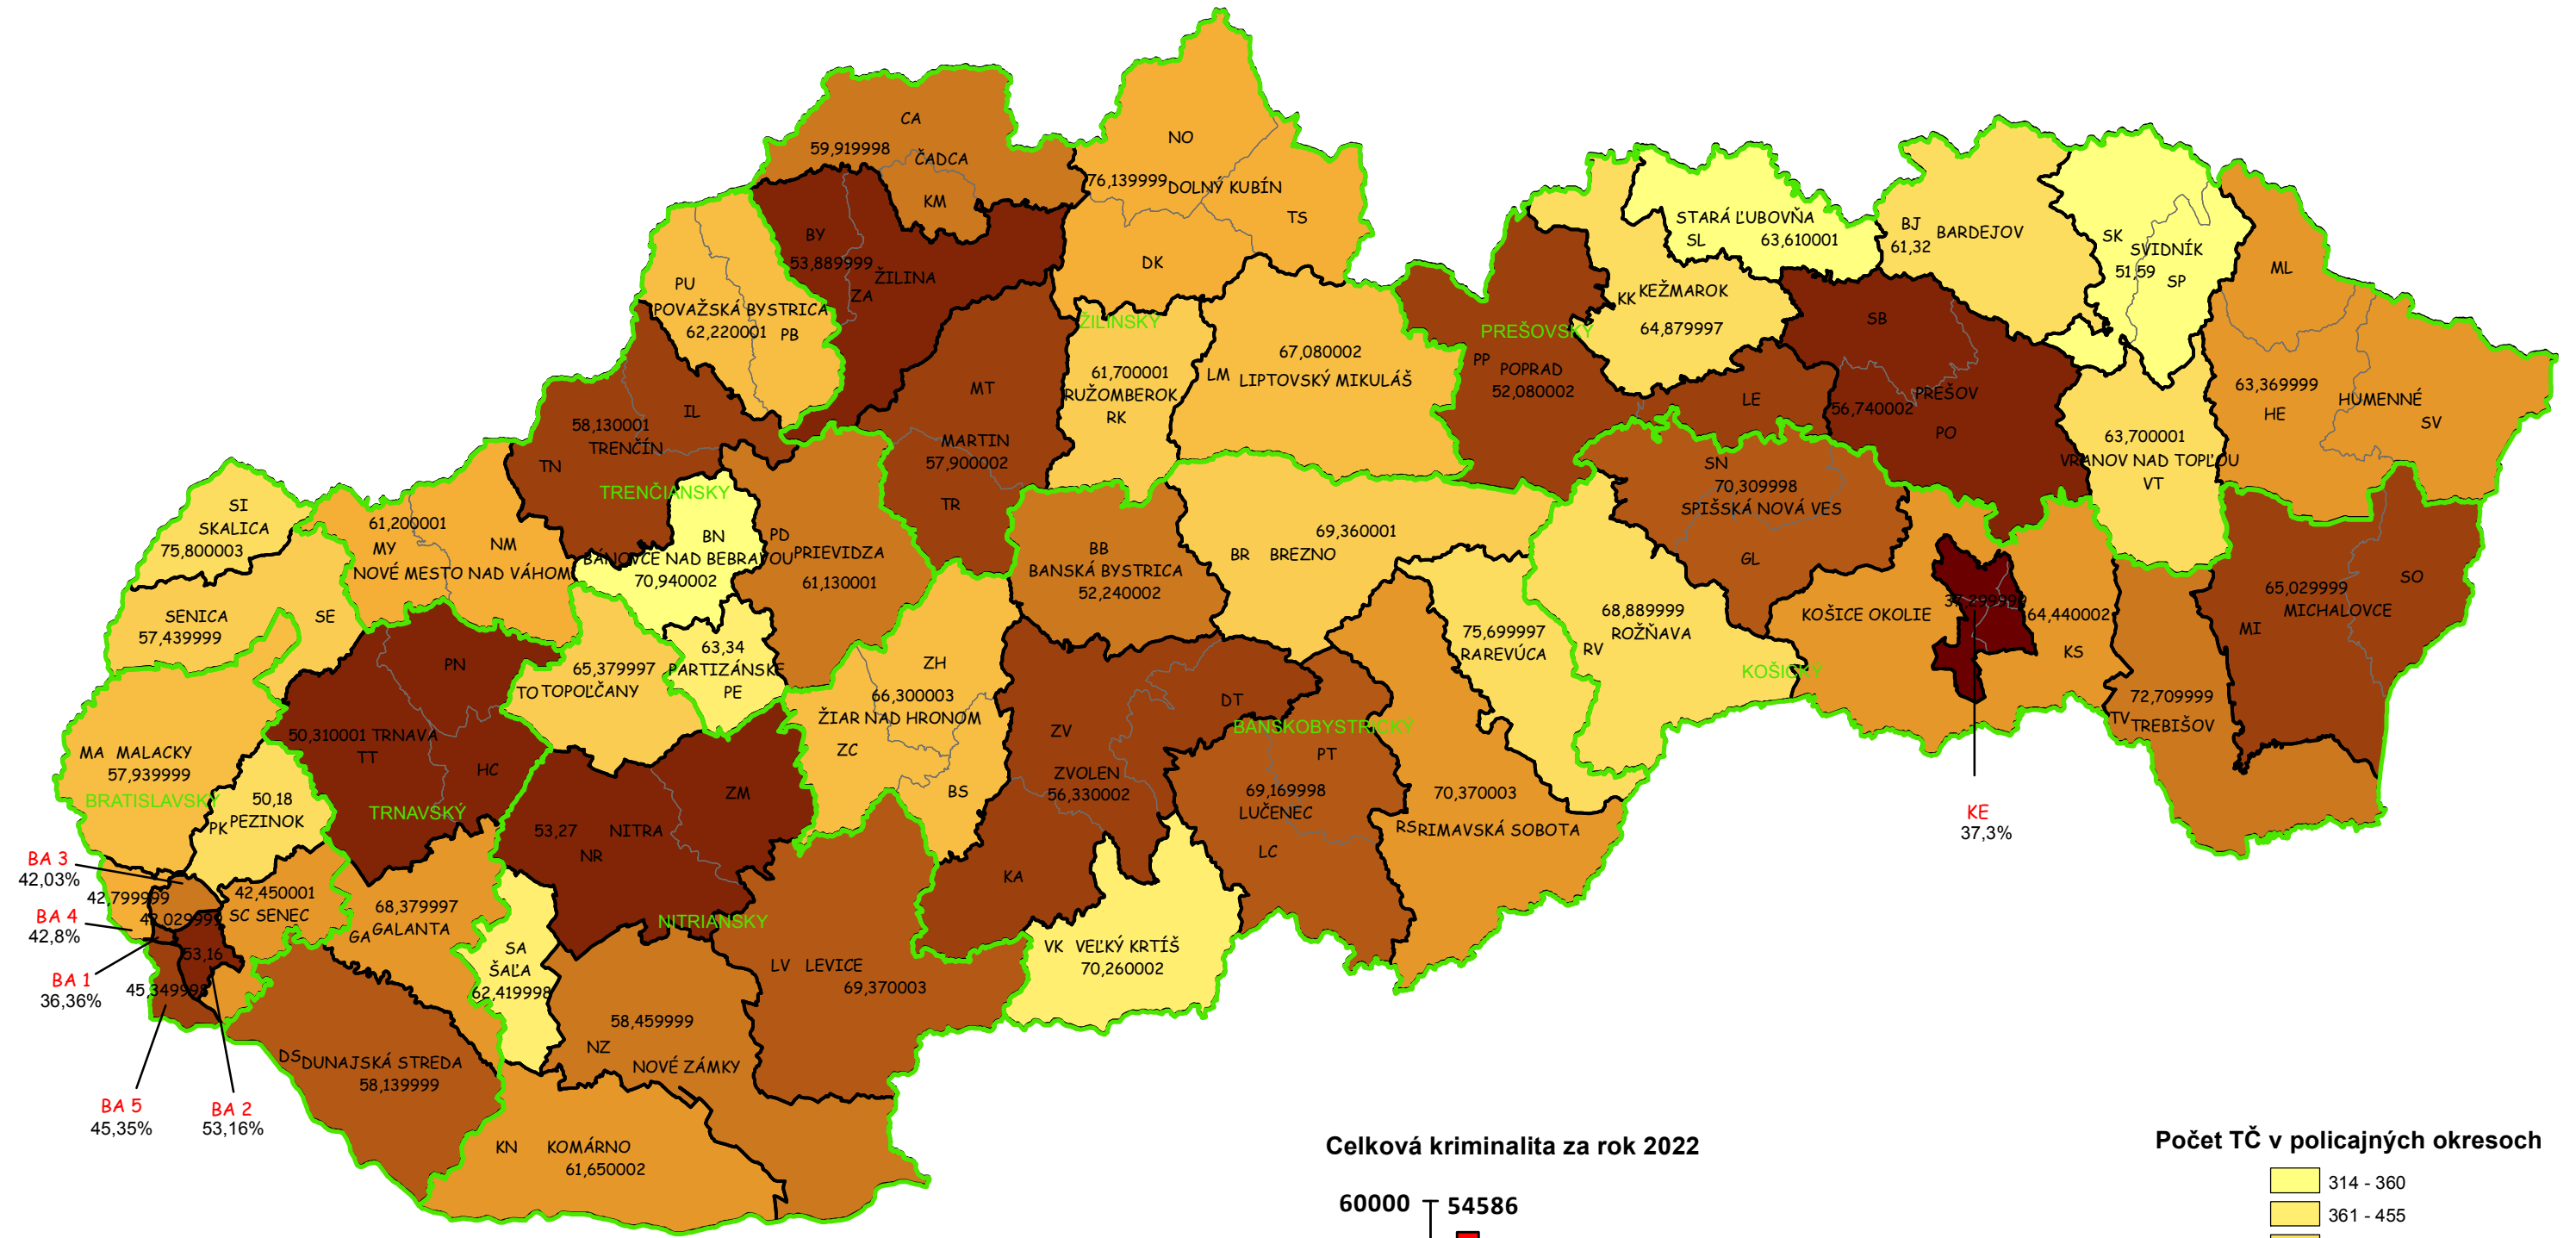 CA
59,919998
ČADCA
KM
NO
76,139999
DOLNÝ KUBÍN
TS
DK
BY
53,889999
ŽILINA
ZA
PU
POVAŽSKÁ BYSTRICA
62,220001
PB
STARÁ ĽUBOVŇA
SL
63,610001
BJ
61,32
BARDEJOV
SK
SVIDNÍK
51,59
SP
ML
KK
KEŽMAROK
64,879997
ŽILINSKÝ
PREŠOVSKÝ
SB
67,080002
LM
LIPTOVSKÝ MIKULÁŠ
61,700001
RUŽOMBEROK
RK
PP
POPRAD
52,080002
LE
56,740002
PREŠOV
PO
63,369999
HE
HUMENNÉ
SV
63,700001
VRANOV NAD TOPĽOU
VT
MT
MARTIN
57,900002
TR
IL
58,130001
TRENČÍN
TN
TRENČIANSKY
SI
SKALICA
75,800003
61,200001
MY
NM
NOVÉ MESTO NAD VÁHOM
BN
BÁNOVCE NAD BEBRAVOU
70,940002
PD
PRIEVIDZA
61,130001
BB
BANSKÁ BYSTRICA
52,240002
69,360001
BR
BREZNO
SN
70,309998
SPIŠSKÁ NOVÁ VES
GL
SENICA
57,439999
SE
63,34
PARTIZÁNSKE
PE
65,379997
TO
TOPOĽČANY
PN
ZH
66,300003
ŽIAR NAD HRONOM
ZC
BS
75,699997
RA
REVÚCA
68,889999
ROŽŇAVA
RV
KOŠICKÝ
KOŠICE OKOLIE
37,299999
64,440002
KS
65,029999
MICHALOVCE
MI
SO
72,709999
TV
TREBIŠOV
MA
MALACKY
57,939999
BRATISLAVSKÝ
50,310001
TRNAVA
TT
HC
TRNAVSKÝ
50,18
PK
PEZINOK
DT
BANSKOBYSTRICKÝ
ZV
ZVOLEN
56,330002
PT
69,169998
LUČENEC
LC
70,370003
RS
RIMAVSKÁ SOBOTA
KE
37,3%
53,27
NITRA
NR
ZM
NITRIANSKY
KA
BA 3
42,03%
BA 4
42,8%
BA 1
36,36%
42,799999
42,029999
53,16
45,349998
42,450001
SC
SENEC
68,379997
GA
GALANTA
SA
ŠAĽA
62,419998
LV
LEVICE
69,370003
VK
VEĽKÝ KRTÍŠ
70,260002
58,459999
NZ
NOVÉ ZÁMKY
DS
DUNAJSKÁ STREDA
58,139999
BA 5
45,35%
BA 2
53,16%
KN
KOMÁRNO
61,650002
Celková kriminalita za rok 2022
60000
54586
Počet TČ v policajných okresoch
314 - 360
361 - 455